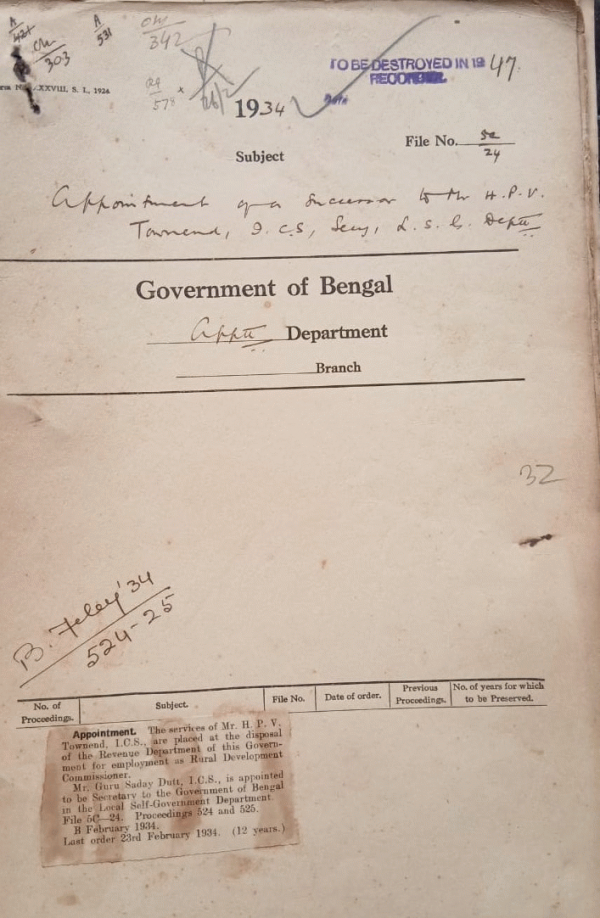 A
424
A
531
342
303
XXVIII, S. I., 1924
TO BE DESTROYED IN 19 47
1934
File No. 5c/24
Subject
Appointment of a successor to Mr H.P.V.
Townend, I.C.S, Secy, L.S.G. Deptt
Government of Bengal
Apptt Department
Branch
32
B. Feby '34
524-25
No. of Proceedings. Subject. File No. Date of order. Previous Proceedings. No. of years for which to be Preserved.
Appointment. The services of Mr. H. P. V.
Townend, I.C.S., are placed at the disposal
of the Revenue Department of this Govern-
ment for employment as Rural Development
Commissioner.
Mr. Guru Saday Dutt, I.C.S., is appointed
to be Secretary to the Government of Bengal
in the Local Self-Government Department.
File 5C—24. Proceedings 524 and 525.
B February 1934.
Last order 23rd February 1934. (12 years.)